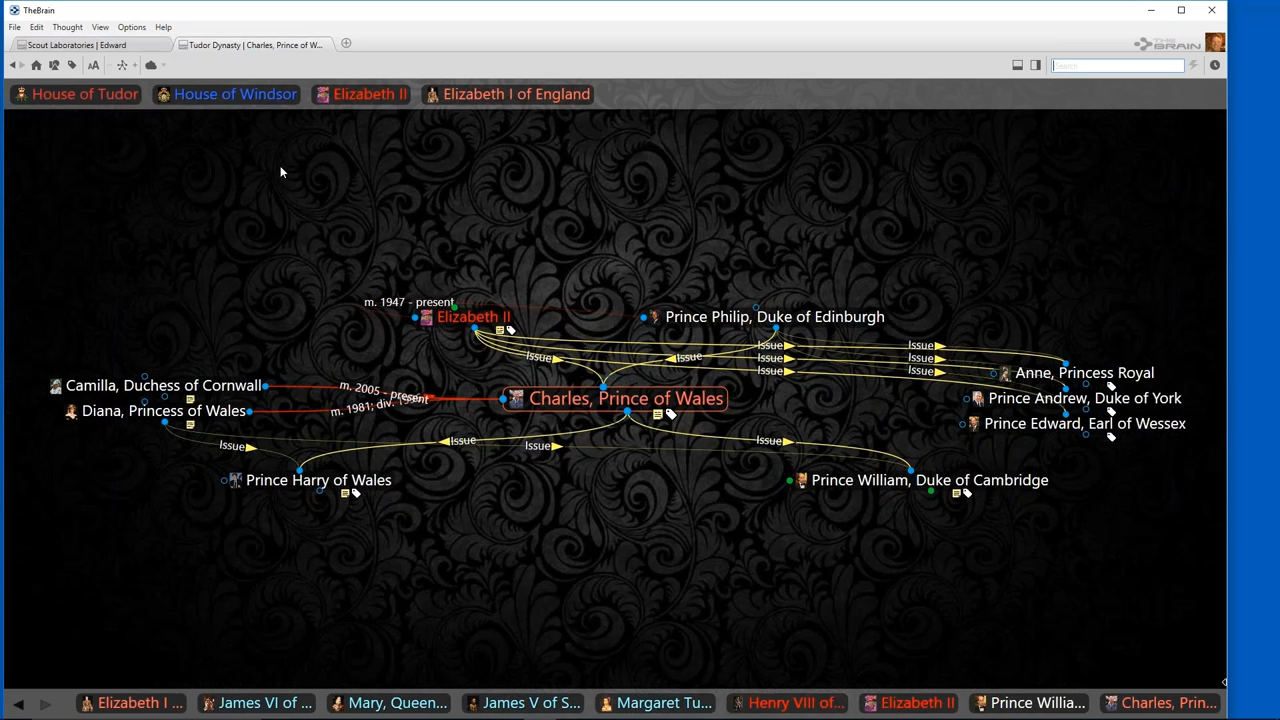 TheBrain
File Edit Thought View Options Help
Scout Laboratories | Edward
Tudor Dynasty | Charles, Prince of W...
THE BRAIN
AA
Search
House of Tudor House of Windsor Elizabeth II Elizabeth I of England
m. 1947 - present
Elizabeth II Prince Philip, Duke of Edinburgh
Issue Issue
Issue Issue Issue Issue
Issue Issue
Anne, Princess Royal
Camilla, Duchess of Cornwall m. 2005 - present Charles, Prince of Wales Prince Andrew, Duke of York
Diana, Princess of Wales m. 1981; div. Prince Edward, Earl of Wessex
Issue Issue
Issue Issue
Prince Harry of Wales Prince William, Duke of Cambridge
Elizabeth I ... James VI of ... Mary, Queen... James V of S... Margaret Tu... Henry VIII of... Elizabeth II Prince Willia... Charles, Prin...